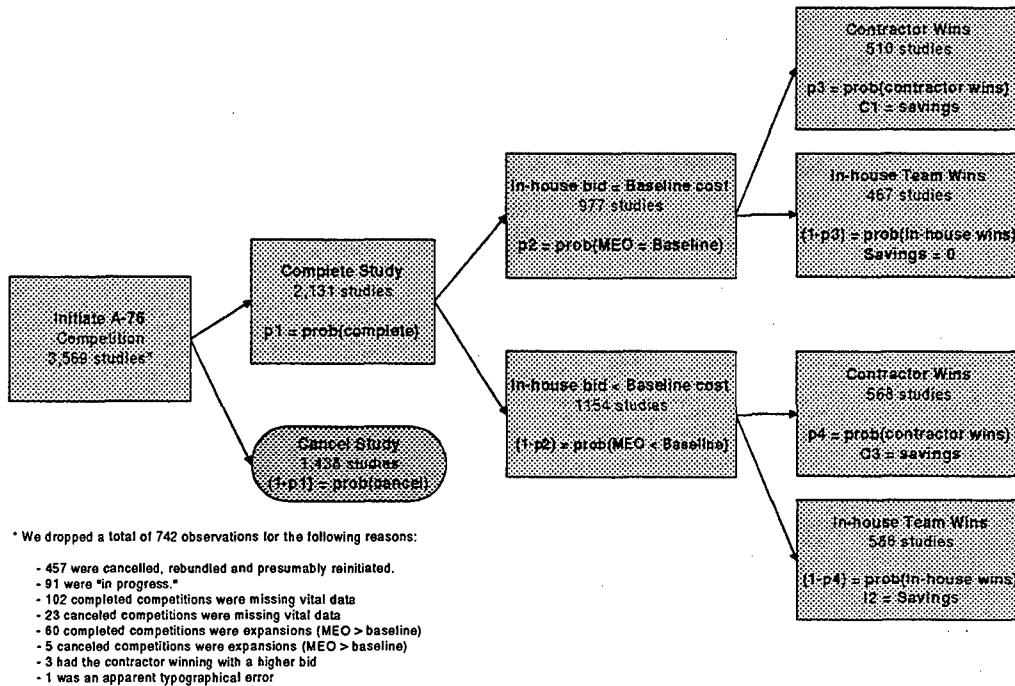 Initiate A-76
Competition
3,569 studies*
Complete Study
2,131 studies
p1 = prob(complete)
Cancel Study
1,438 studies
(1-p1) = prob(cancel)
In-house bid = Baseline cost
977 studies
p2 = prob(MEO = Baseline)
In-house bid < Baseline cost
1154 studies
(1-p2) = prob(MEO < Baseline)
Contractor Wins
510 studies
p3 = prob(contractor wins)
C1 = savings
In-house Team Wins
467 studies
(1-p3) = prob(in-house wins)
Savings = 0
Contractor Wins
568 studies
p4 = prob(contractor wins)
C3 = savings
In-house Team Wins
586 studies
(1-p4) = prob(in-house wins)
I2 = Savings
* We dropped a total of 742 observations for the following reasons:
- 457 were cancelled, rebundled and presumably reinitiated.
- 91 were "in progress."
- 102 completed competitions were missing vital data
- 23 canceled competitions were missing vital data
- 60 completed competitions were expansions (MEO > baseline)
- 5 canceled competitions were expansions (MEO > baseline)
- 3 had the contractor winning with a higher bid
- 1 was an apparent typographical error